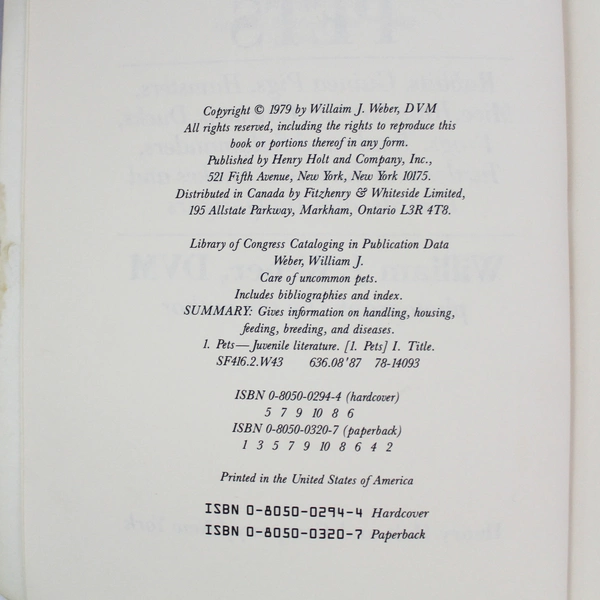 Copyright © 1979 by Willaim J. Weber, DVM
All rights reserved, including the rights to reproduce this
book or portions thereof in any form.
Published by Henry Holt and Company, Inc.,
521 Fifth Avenue, New York, New York 10175.
Distributed in Canada by Fitzhenry & Whiteside Limited,
195 Allstate Parkway, Markham, Ontario L3R 4T8.
Library of Congress Cataloging in Publication Data
Weber, William J.
Care of uncommon pets.
Includes bibliographies and index.
SUMMARY: Gives information on handling, housing,
feeding, breeding, and diseases.
1. Pets—Juvenile literature. [1. Pets] I. Title.
SF416.2.W43 636.08'87 78-14093
ISBN 0-8050-0294-4 (hardcover)
5 7 9 10 8 6
ISBN 0-8050-0320-7 (paperback)
1 3 5 7 9 10 8 6 4 2
Printed in the United States of America
ISBN 0-8050-0294-4 Hardcover
ISBN 0-8050-0320-7 Paperback